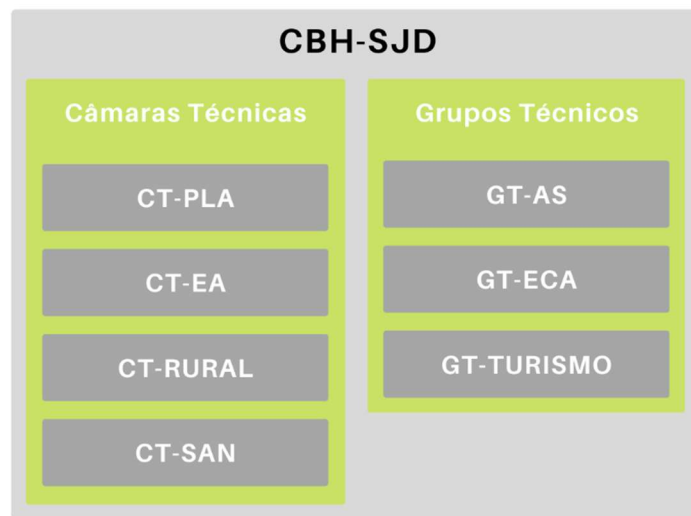 CBH-SJD
Câmaras Técnicas
CT-PLA
CT-EA
CT-RURAL
CT-SAN
Grupos Técnicos
GT-AS
GT-ECA
GT-TURISMO